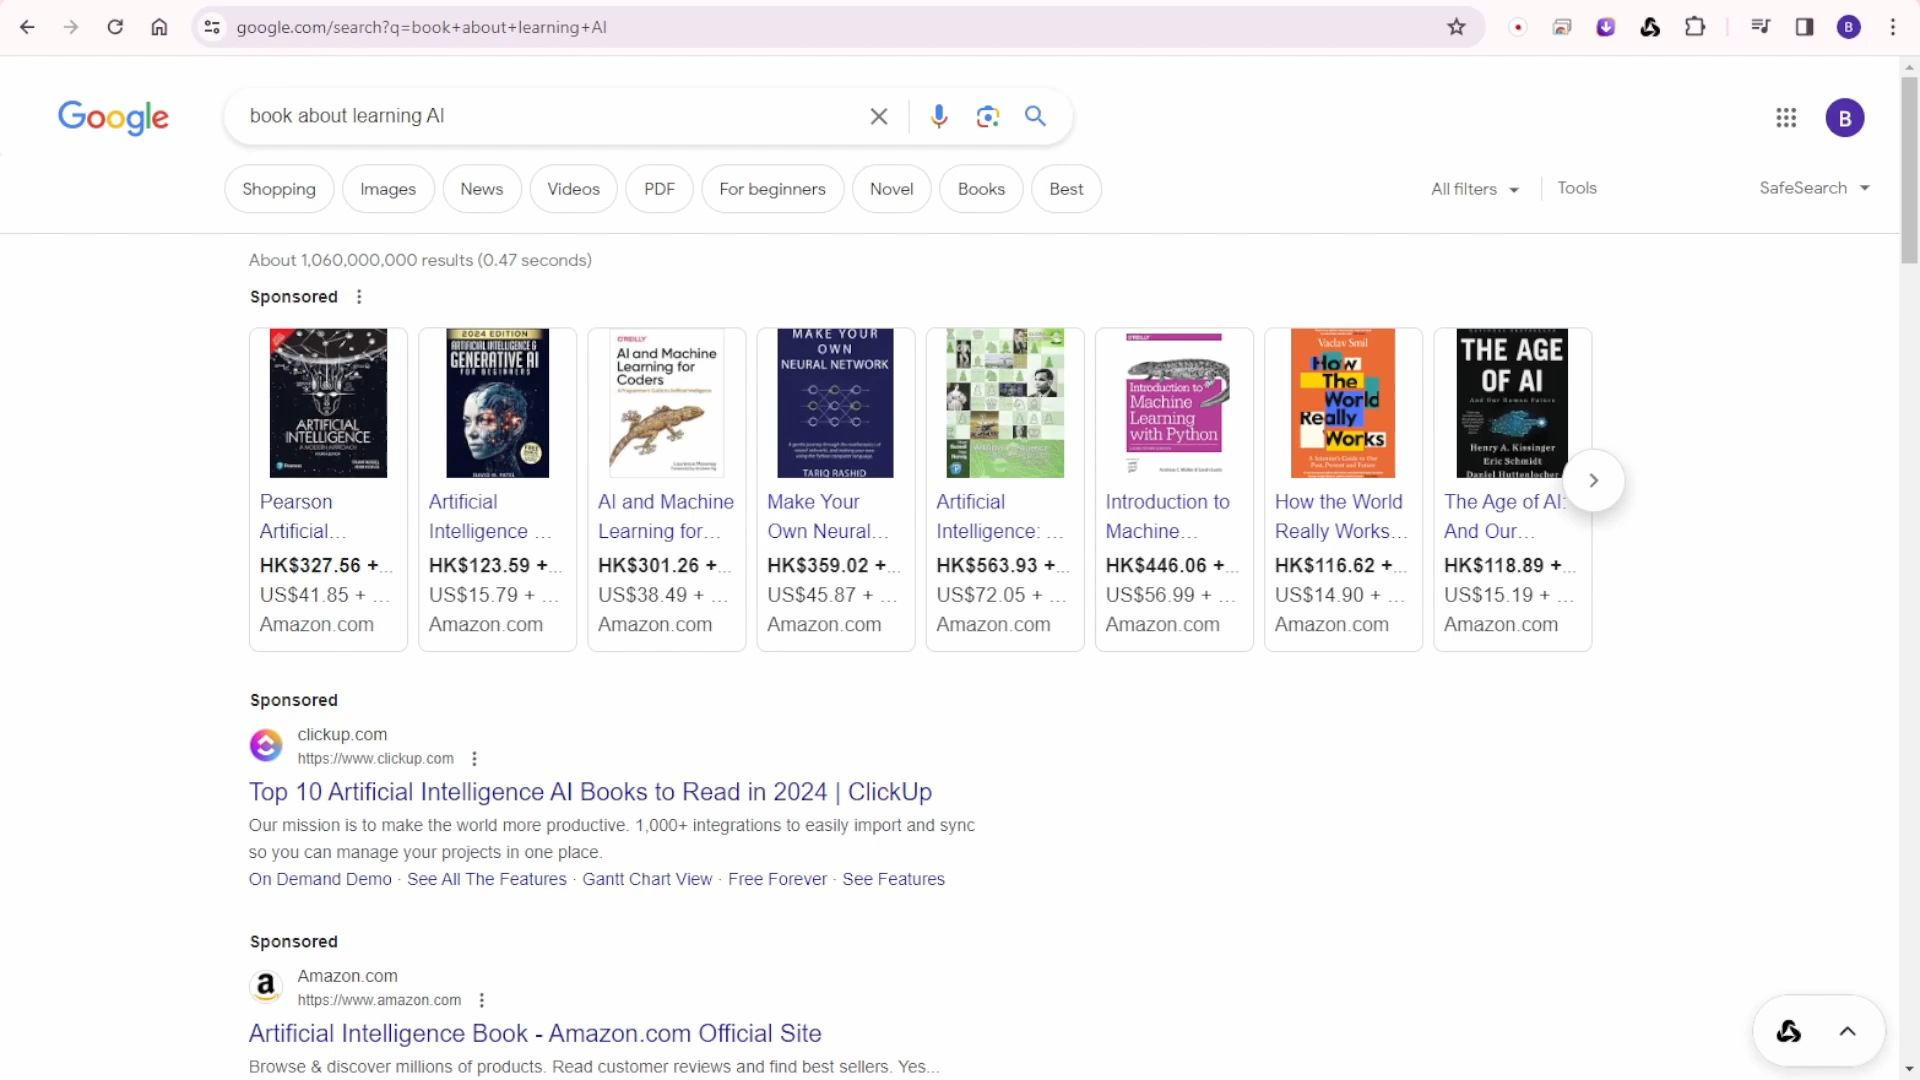 google.com/search?q=book+about+learning+AI
B
Google
book about learning AI
B
Shopping Images News Videos PDF For beginners Novel Books Best All filters Tools SafeSearch
About 1,060,000,000 results (0.47 seconds)
Sponsored
ARTIFICIAL
INTELLIGENCE
A MODERN APPROACH
Pearson
Pearson
Artificial...
HK$327.56 +...
US$41.85 + ...
Amazon.com
2024 EDITION
ARTIFICIAL INTELLIGENCE &
GENERATIVE AI
FOR BEGINNERS
DAVID M. PATEL
Artificial
Intelligence ...
HK$123.59 +...
US$15.79 + ...
Amazon.com
O'REILLY
AI and Machine
Learning for
Coders
A Programmer's Guide to Artificial Intelligence
Laurence Moroney
AI and Machine
Learning for...
HK$301.26 +...
US$38.49 + ...
Amazon.com
MAKE YOUR
OWN
NEURAL NETWORK
TARIQ RASHID
Make Your
Own Neural...
HK$359.02 +...
US$45.87 + ...
Amazon.com
Artificial
Intelligence: ...
HK$563.93 +...
US$72.05 + ...
Amazon.com
O'REILLY
Introduction to
Machine
Learning
with Python
Introduction to
Machine...
HK$446.06 +...
US$56.99 + ...
Amazon.com
Vaclav Smil
How
The
World
Really
Works
A Scientist's Guide to Our
Past, Present and Future
How the World
Really Works...
HK$116.62 +...
US$14.90 + ...
Amazon.com
THE AGE
OF AI
And Our Human Future
Henry A. Kissinger
Eric Schmidt
Daniel Huttenlocher
The Age of AI:
And Our...
HK$118.89 +...
US$15.19 + ...
Amazon.com
Sponsored
clickup.com
https://www.clickup.com
Top 10 Artificial Intelligence AI Books to Read in 2024 | ClickUp
Our mission is to make the world more productive. 1,000+ integrations to easily import and sync
so you can manage your projects in one place.
On Demand Demo · See All The Features · Gantt Chart View · Free Forever · See Features
Sponsored
a
Amazon.com
https://www.amazon.com
Artificial Intelligence Book - Amazon.com Official Site
Browse & discover millions of products. Read customer reviews and find best sellers. Yes...